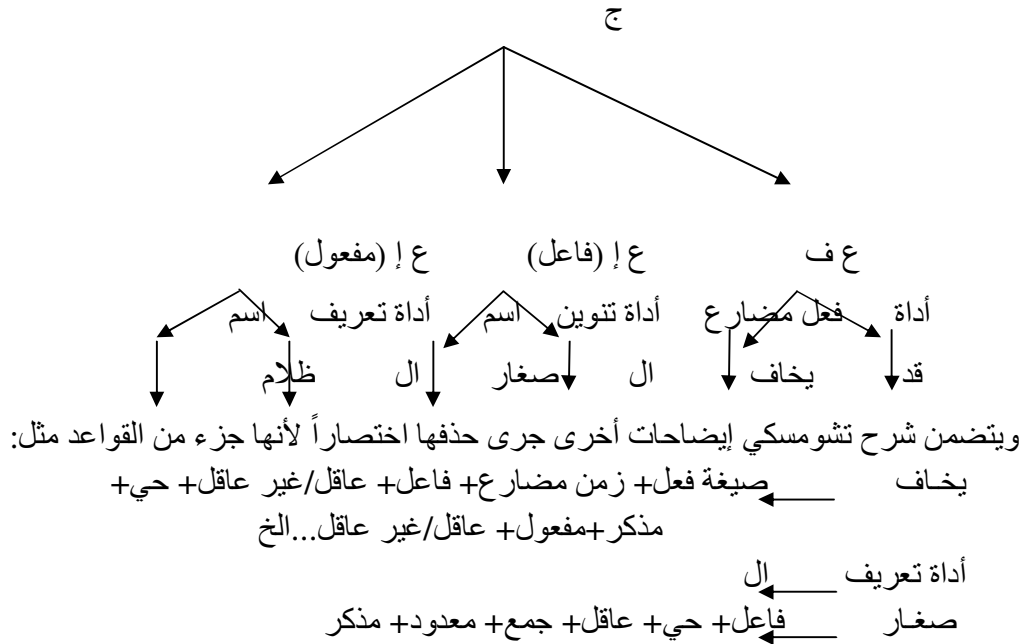 ج
ع ف ع إ (فاعل) ع إ (مفعول)
أداة فعل مضارع أداة تنوين اسم أداة تعريف اسم
قد يخاف ال صغار ال ظلام
ويتضمن شرح تشومسكي إيضاحات أخرى جرى حذفها اختصاراً لأنها جزء من القواعد مثل:
يخاف صيغة فعل+ زمن مضارع+ فاعل+ عاقل/غير عاقل+ حي+
مذكر+مفعول+ عاقل/غير عاقل...الخ
أداة تعريف ال
صغار فاعل+ حي+ عاقل+ جمع+ معدود+ مذكر